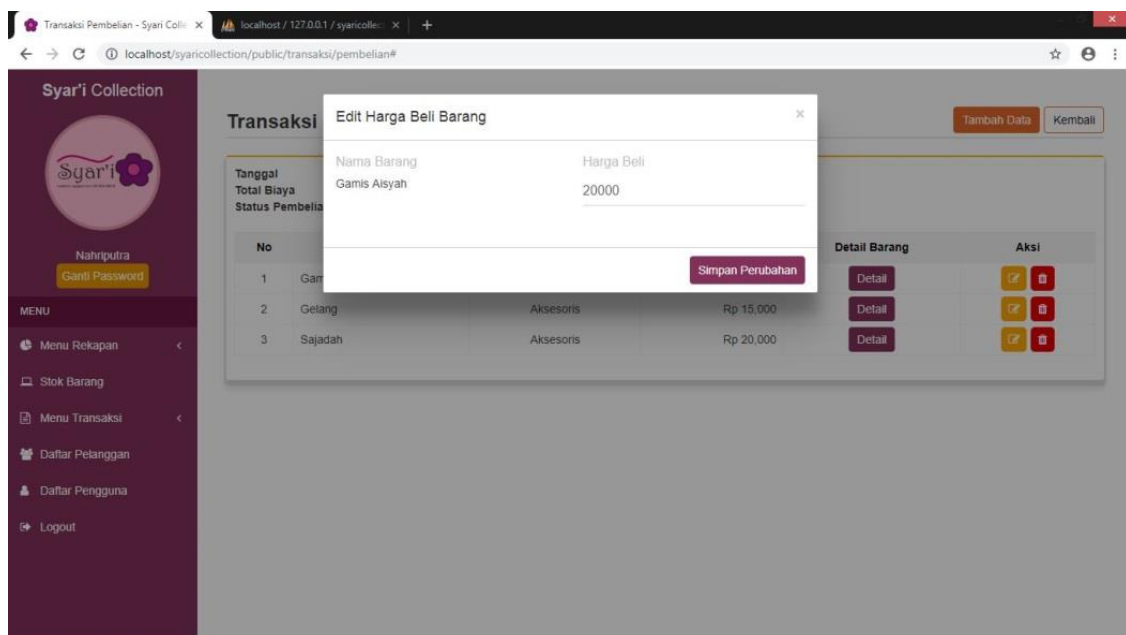 Transaksi Pembelian - Syari Colle
localhost / 127.0.0.1 / syaricollec
localhost/syaricollection/public/transaksi/pembelian#
Syar'i Collection
Syar'i
Nahriputra
Ganti Password
MENU
Menu Rekapan
Stok Barang
Menu Transaksi
Daftar Pelanggan
Daftar Pengguna
Logout
Transaksi
Tambah Data Kembali
Tanggal
Total Biaya
Status Pembelia
No Detail Barang Aksi
1 Gam Detail
2 Gelang Aksesoris Rp 15,000 Detail
3 Sajadah Aksesoris Rp 20,000 Detail
Edit Harga Beli Barang
Nama Barang Harga Beli
Gamis Aisyah 20000
Simpan Perubahan